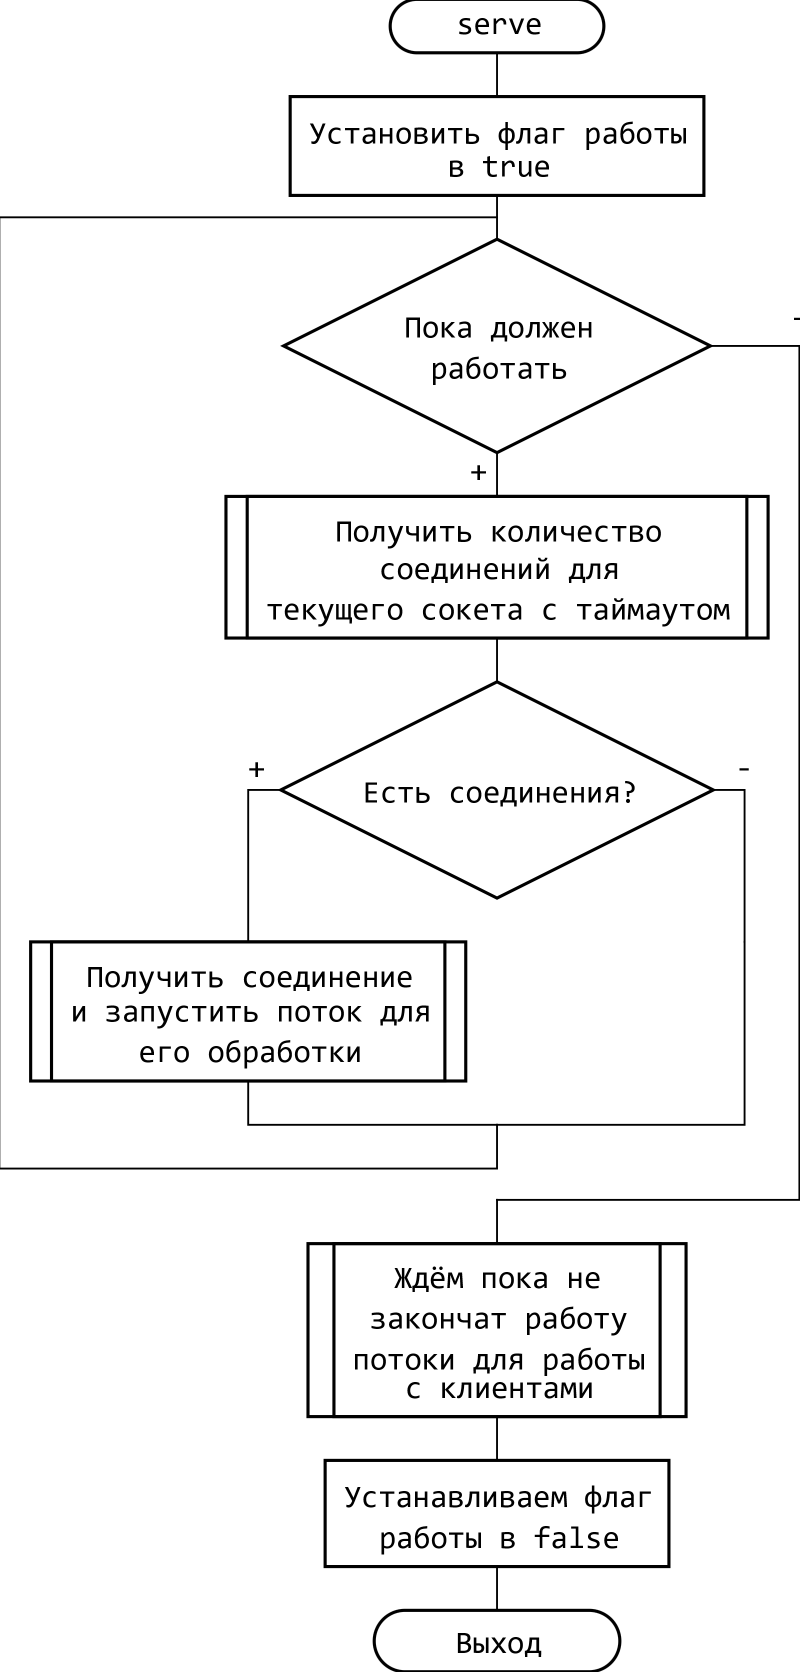 serve
Установить флаг работы
в true
Пока должен
работать
-
+
Получить количество
соединений для
текущего сокета с таймаутом
+
-
Есть соединения?
Получить соединение
и запустить поток для
его обработки
Ждём пока не
закончат работу
потоки для работы
с клиентами
Устанавливаем флаг
работы в false
Выход